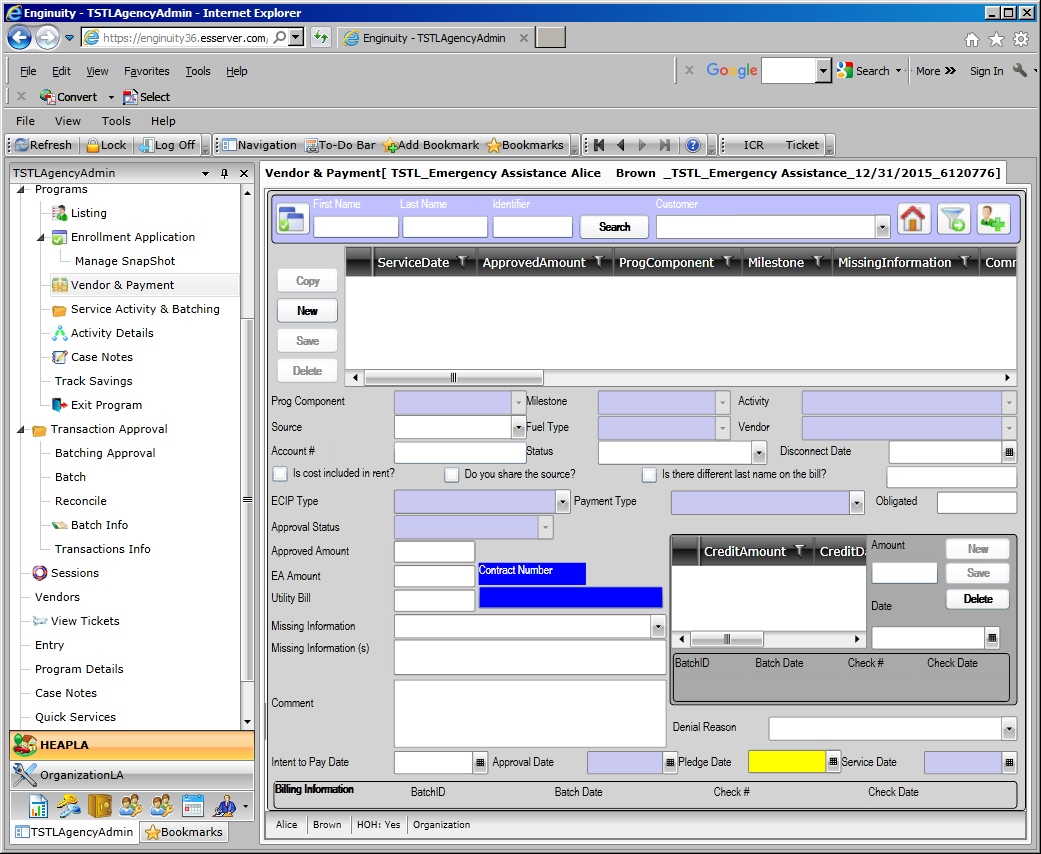 Enginuity - TSTLAgencyAdmin - Internet Explorer
https://enginuity36.esserver.com/ Enginuity - TSTLAgencyAdmin
File Edit View Favorites Tools Help Google Search More Sign In
Convert Select
File View Tools Help
Refresh Lock Log Off Navigation To-Do Bar Add Bookmark Bookmarks ICR Ticket
TSTLAgencyAdmin
Programs
Listing
Enrollment Application
Manage SnapShot
Vendor & Payment
Service Activity & Batching
Activity Details
Case Notes
Track Savings
Exit Program
Transaction Approval
Batching Approval
Batch
Reconcile
Batch Info
Transactions Info
Sessions
Vendors
View Tickets
Entry
Program Details
Case Notes
Quick Services
HEAPLA
OrganizationLA
TSTLAgencyAdmin Bookmarks
Vendor & Payment[ TSTL_Emergency Assistance Alice Brown _TSTL_Emergency Assistance_12/31/2015_6120776]
First Name Last Name Identifier Customer
Search
ServiceDate ApprovedAmount ProgComponent Milestone MissingInformation Comm
Copy
New
Save
Delete
Prog Component Milestone Activity
Source Fuel Type Vendor
Account # Status Disconnect Date
Is cost included in rent? Do you share the source? Is there different last name on the bill?
ECIP Type Payment Type Obligated
Approval Status
Approved Amount
EA Amount Contract Number
Utility Bill
Missing Information
Missing Information (s)
Comment
CreditAmount CreditDa Amount New
Save
Date Delete
BatchID Batch Date Check # Check Date
Denial Reason
Intent to Pay Date Approval Date Pledge Date Service Date
Billing Information BatchID Batch Date Check # Check Date
Alice Brown HOH: Yes Organization